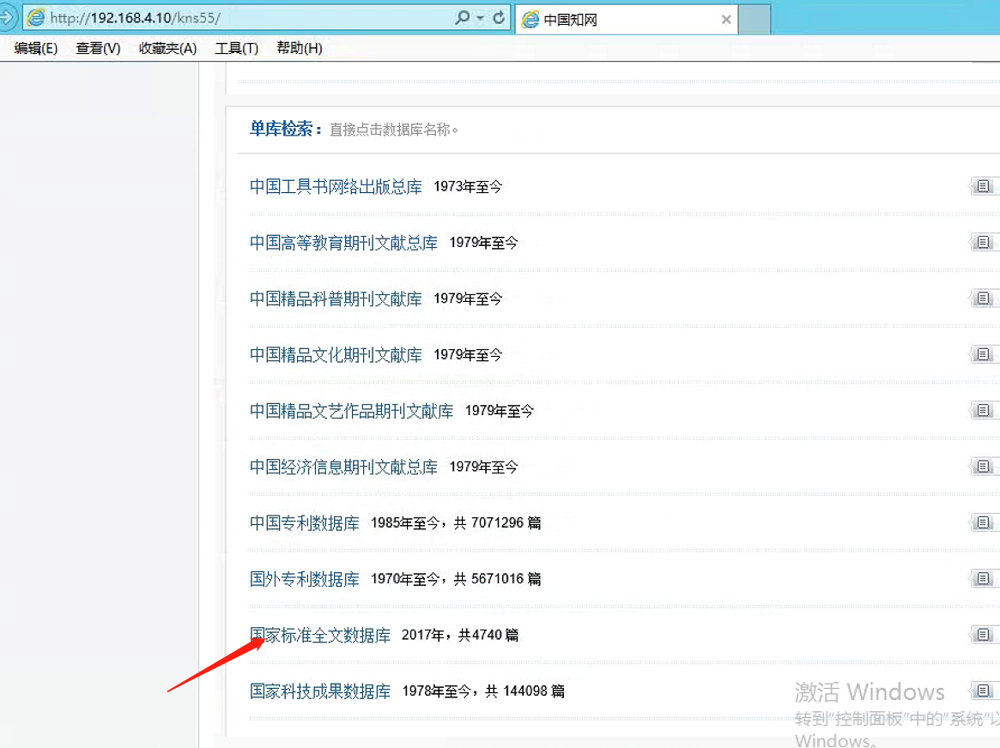 http://192.168.4.10/kns55/
中国知网
编辑(E) 查看(V) 收藏夹(A) 工具(T) 帮助(H)
单库检索：直接点击数据库名称。
中国工具书网络出版总库 1973年至今
中国高等教育期刊文献总库 1979年至今
中国精品科普期刊文献库 1979年至今
中国精品文化期刊文献库 1979年至今
中国精品文艺作品期刊文献库 1979年至今
中国经济信息期刊文献总库 1979年至今
中国专利数据库 1985年至今，共 7071296 篇
国外专利数据库 1970年至今，共 5671016 篇
国家标准全文数据库 2017年，共4740 篇
国家科技成果数据库 1978年至今，共 144098 篇
激活 Windows
转到"控制面板"中的"系统"以
Windows。